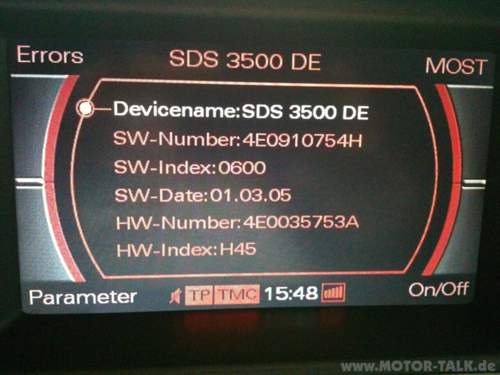 Errors
SDS 3500 DE
MOST
Devicename:SDS 3500 DE
SW-Number:4E0910754H
SW-Index:0600
SW-Date:01.03.05
HW-Number:4E0035753A
HW-Index:H45
Parameter
TP TMC 15:48
On/Off
www.MOTOR-TALK.de